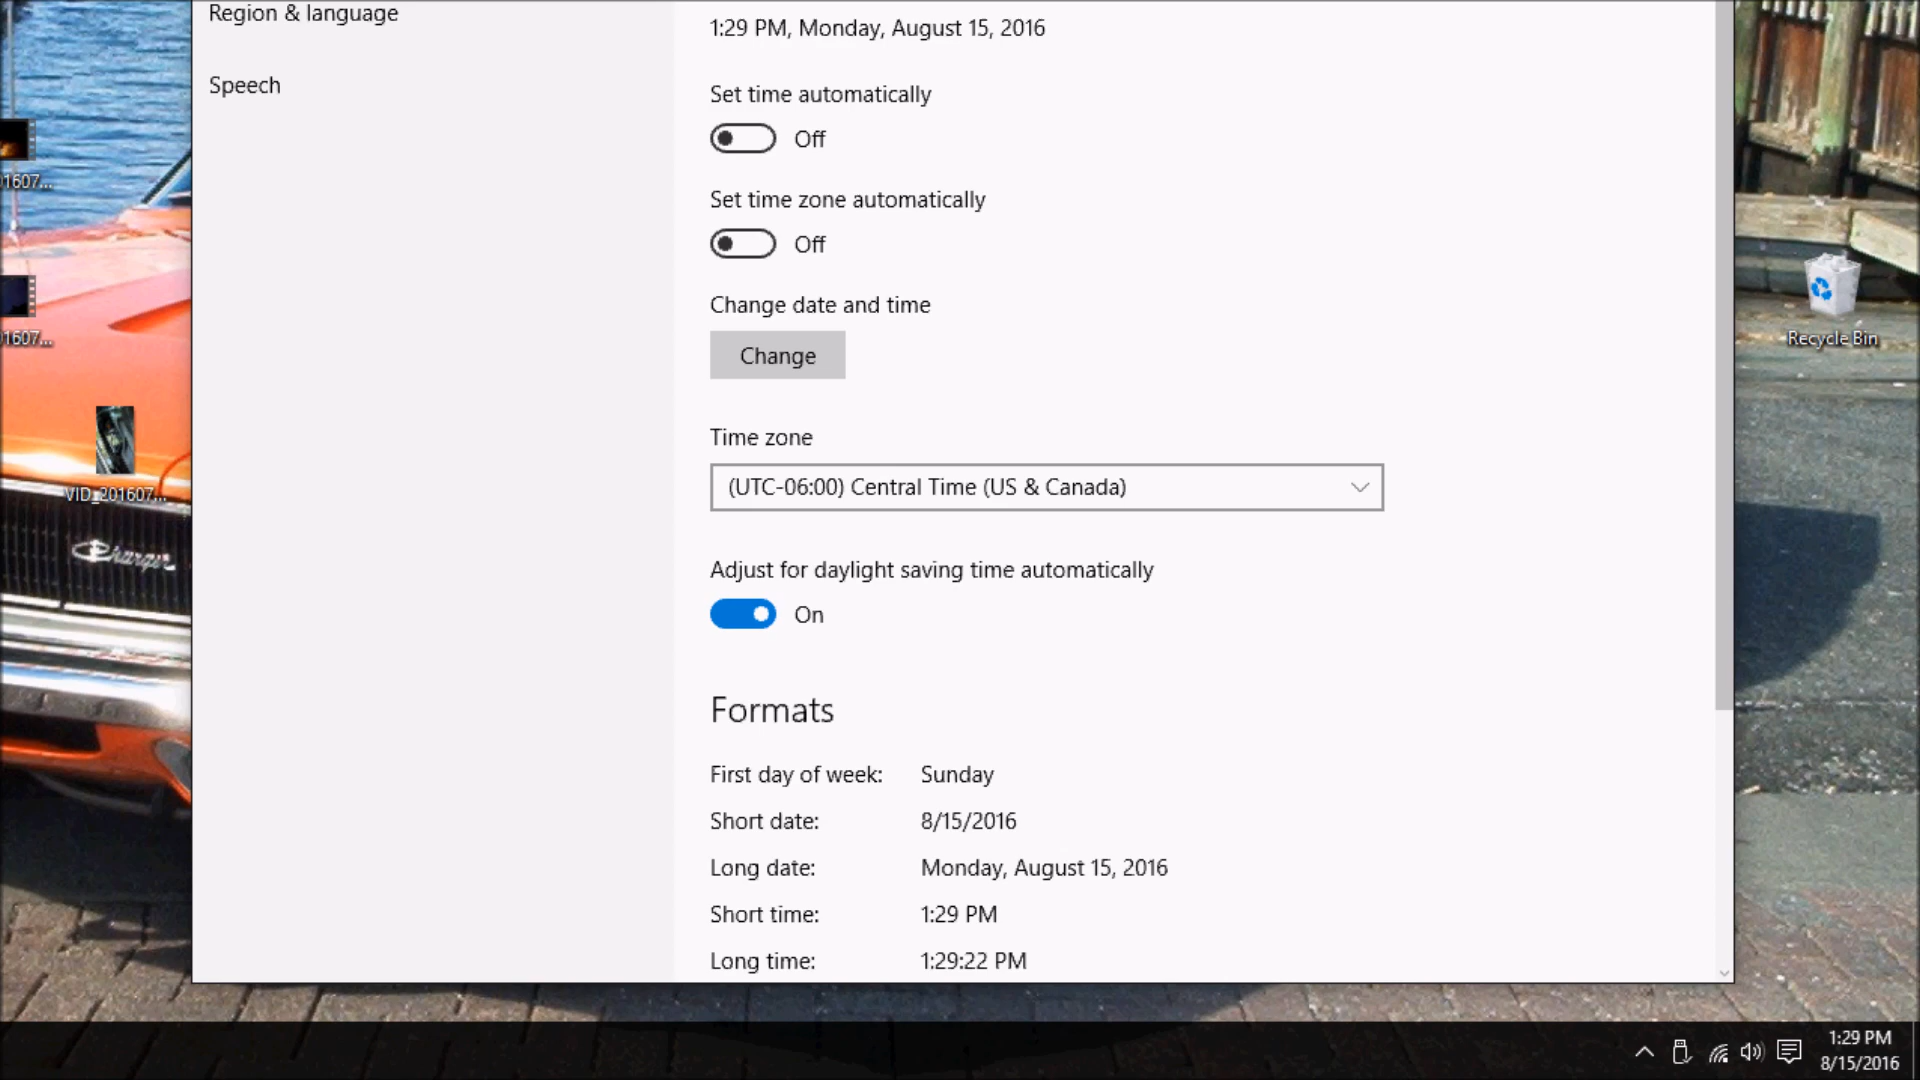 Region & language
Speech
1:29 PM, Monday, August 15, 2016
Set time automatically
Off
Set time zone automatically
Off
Change date and time
Change
Time zone
(UTC-06:00) Central Time (US & Canada)
Adjust for daylight saving time automatically
On
Formats
First day of week: Sunday
Short date: 8/15/2016
Long date: Monday, August 15, 2016
Short time: 1:29 PM
Long time: 1:29:22 PM
01607...
01607...
VID_201607...
Charger
Recycle Bin
1:29 PM
8/15/2016